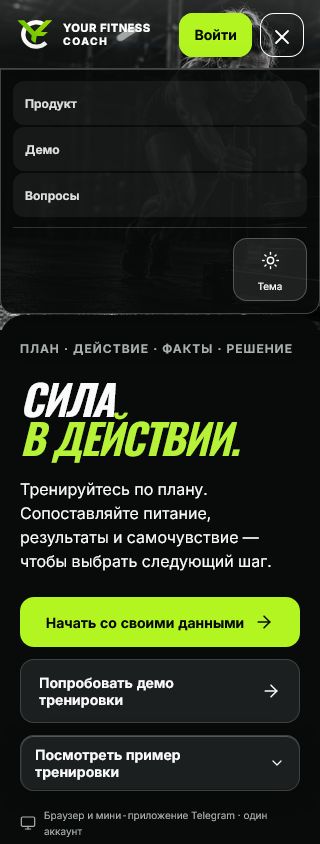 YOUR FITNESS
COACH
Войти
Продукт
Демо
Вопросы
Тема
ПЛАН · ДЕЙСТВИЕ · ФАКТЫ · РЕШЕНИЕ
СИЛА
В ДЕЙСТВИИ.
Тренируйтесь по плану.
Сопоставляйте питание,
результаты и самочувствие —
чтобы выбрать следующий шаг.
Начать со своими данными
Попробовать демо
тренировки
Посмотреть пример
тренировки
Браузер и мини-приложение Telegram · один
аккаунт